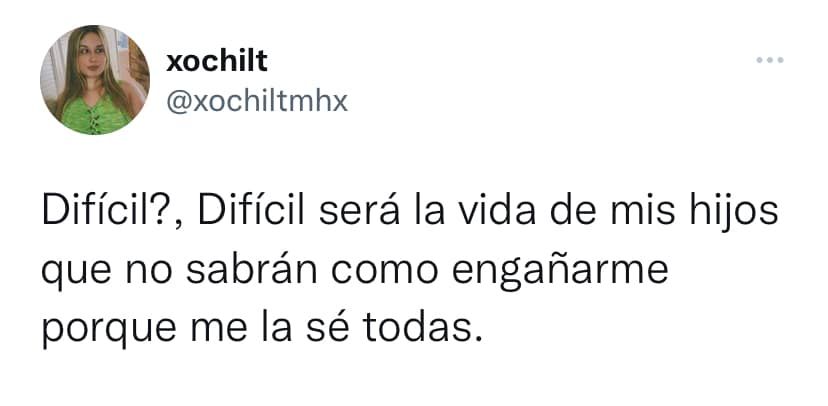 xochilt
@xochiltmhx
Difícil?, Difícil será la vida de mis hijos
que no sabrán como engañarme
porque me la sé todas.